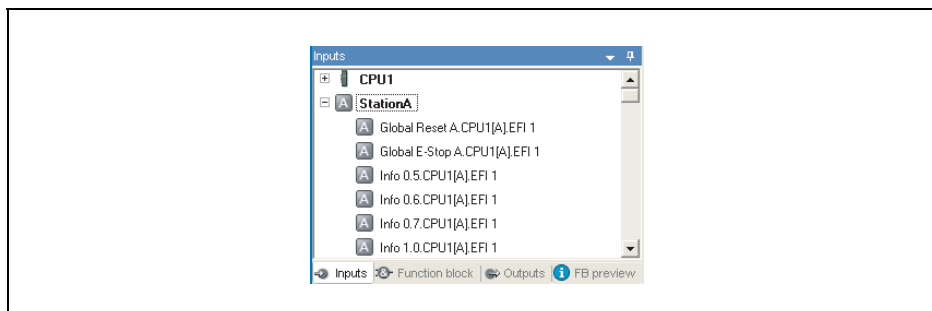 Inputs
CPU1
A StationA
A Global Reset A.CPU1[A].EFI 1
A Global E-Stop A.CPU1[A].EFI 1
A Info 0.5.CPU1[A].EFI 1
A Info 0.6.CPU1[A].EFI 1
A Info 0.7.CPU1[A].EFI 1
A Info 1.0.CPU1[A].EFI 1
Inputs Function block Outputs FB preview